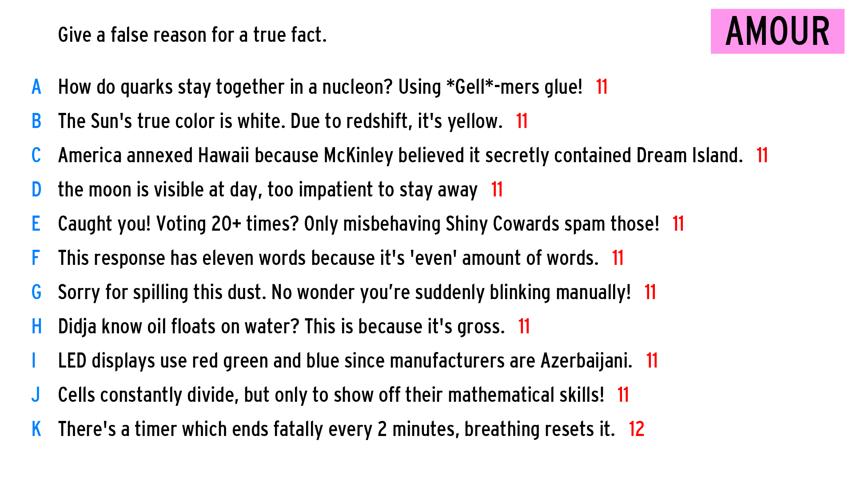 Give a false reason for a true fact.
AMOUR
A How do quarks stay together in a nucleon? Using *Gell*-mers glue! 11
B The Sun's true color is white. Due to redshift, it's yellow. 11
C America annexed Hawaii because McKinley believed it secretly contained Dream Island. 11
D the moon is visible at day, too impatient to stay away 11
E Caught you! Voting 20+ times? Only misbehaving Shiny Cowards spam those! 11
F This response has eleven words because it's 'even' amount of words. 11
G Sorry for spilling this dust. No wonder you’re suddenly blinking manually! 11
H Didja know oil floats on water? This is because it's gross. 11
I LED displays use red green and blue since manufacturers are Azerbaijani. 11
J Cells constantly divide, but only to show off their mathematical skills! 11
K There's a timer which ends fatally every 2 minutes, breathing resets it. 12